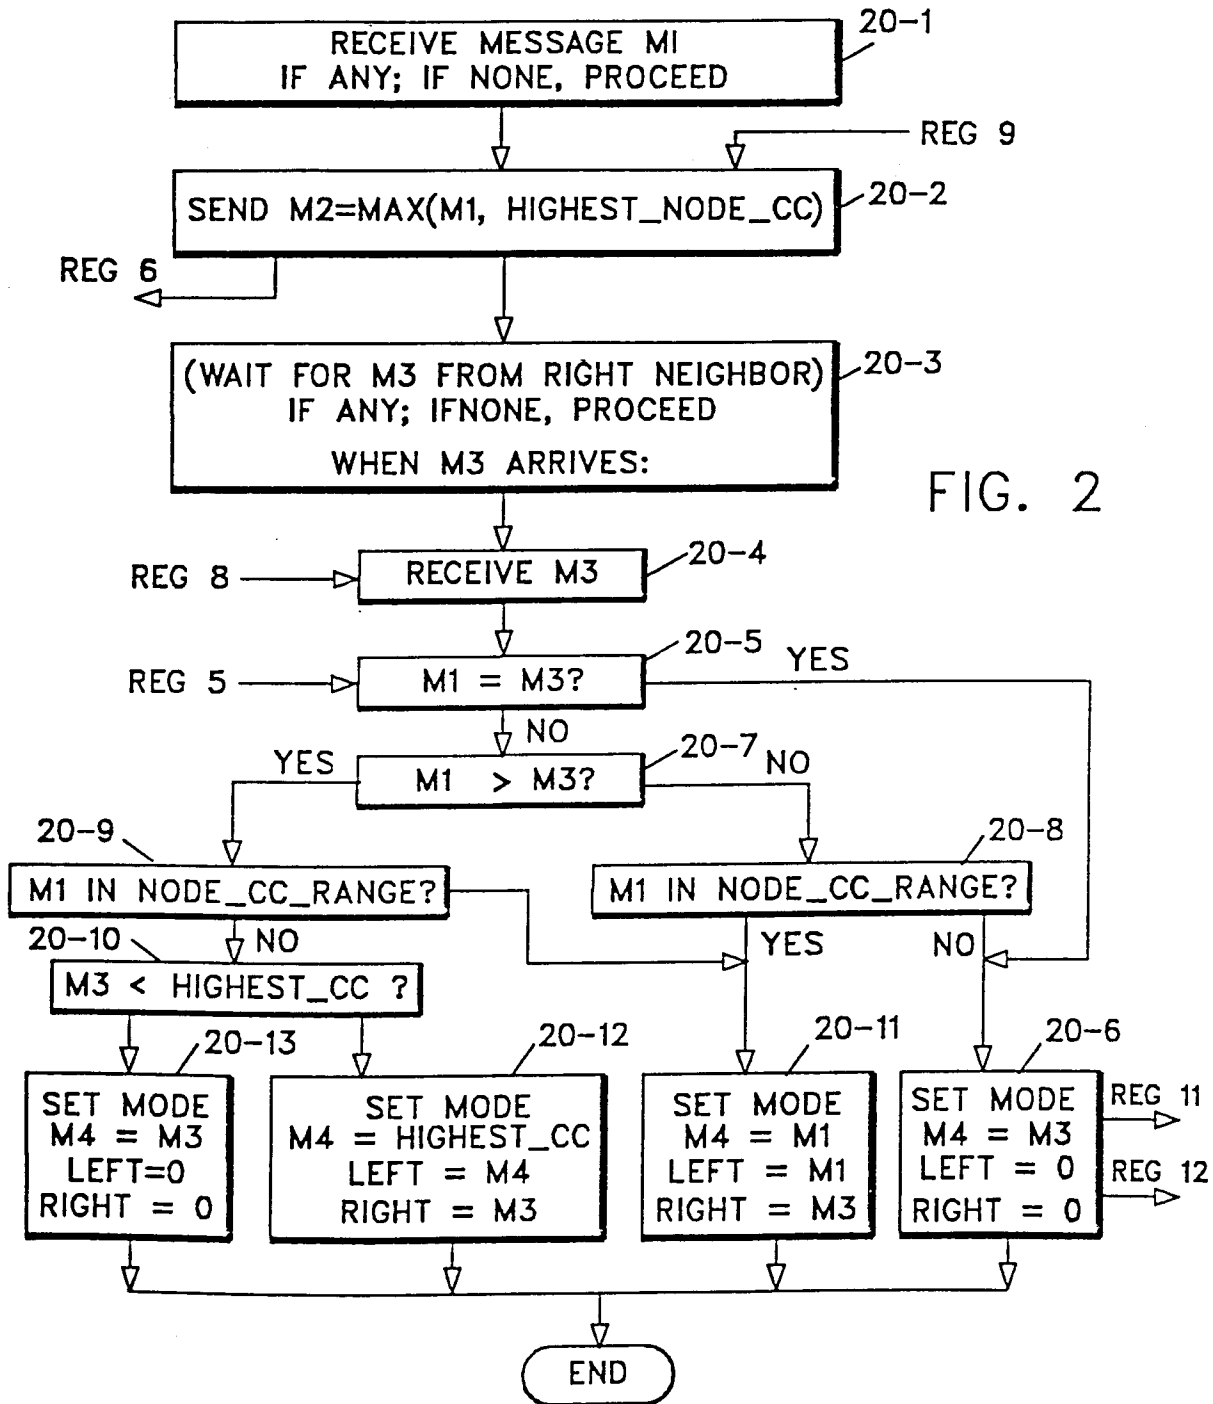 RECEIVE MESSAGE M1
IF ANY; IF NONE, PROCEED
20-1
REG 9
SEND M2=MAX(M1, HIGHEST_NODE_CC)
20-2
REG 6
(WAIT FOR M3 FROM RIGHT NEIGHBOR)
IF ANY; IFNONE, PROCEED
WHEN M3 ARRIVES:
20-3
FIG. 2
REG 8
RECEIVE M3
20-4
REG 5
M1 = M3?
20-5
YES
NO
YES
M1 > M3?
20-7
NO
20-9
M1 IN NODE_CC_RANGE?
20-8
M1 IN NODE_CC_RANGE?
20-10
NO
YES
NO
M3 < HIGHEST_CC ?
20-13
SET MODE
M4 = M3
LEFT=0
RIGHT = 0
20-12
SET MODE
M4 = HIGHEST_CC
LEFT = M4
RIGHT = M3
20-11
SET MODE
M4 = M1
LEFT = M1
RIGHT = M3
20-6
SET MODE
M4 = M3
LEFT = 0
RIGHT = 0
REG 11
REG 12
END